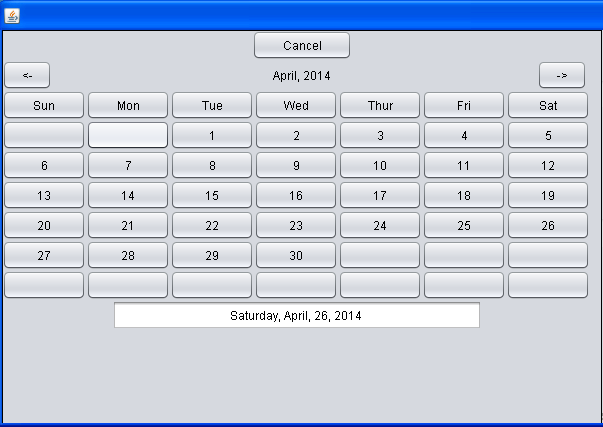 Cancel
<- April, 2014 ->
Sun Mon Tue Wed Thur Fri Sat
1 2 3 4 5
6 7 8 9 10 11 12
13 14 15 16 17 18 19
20 21 22 23 24 25 26
27 28 29 30
Saturday, April, 26, 2014